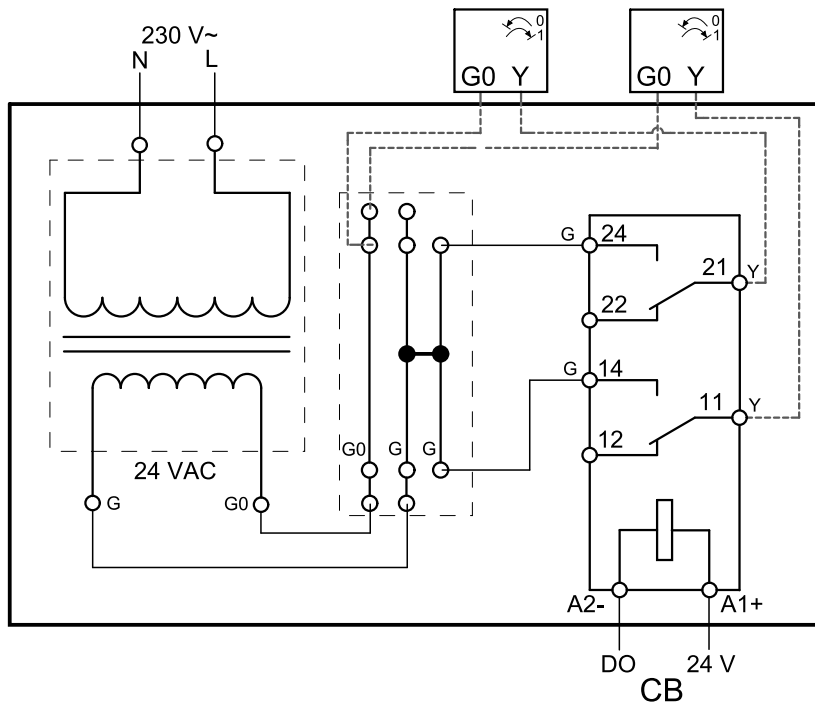 230 V~
N L
0
1
G0 Y
0
1
G0 Y
G 24
21 Y
22
G 14
11 Y
12
G0 G G
24 VAC
G G0
A2- A1+
DO 24 V
CB